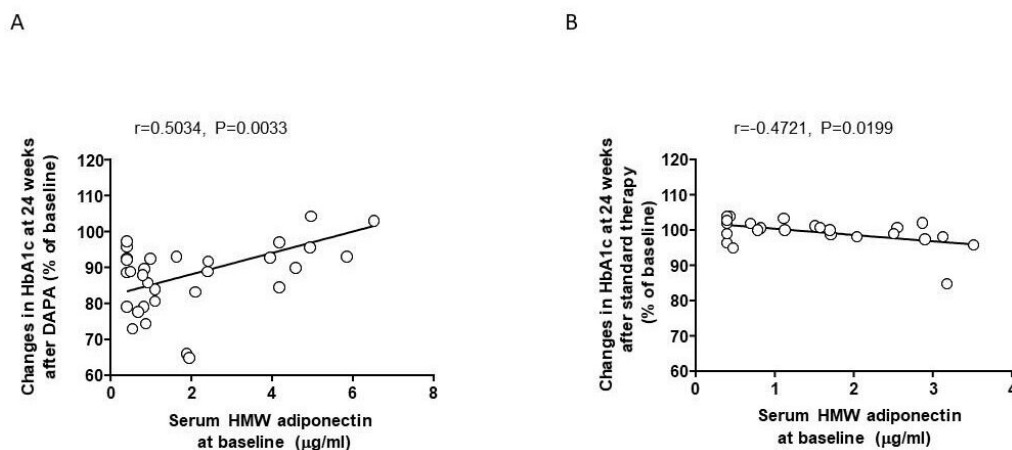 A
r=0.5034, P=0.0033
Changes in HbA1c at 24 weeks
after DAPA (% of baseline)
120
110
100
90
80
70
60
0
2
4
6
8
Serum HMW adiponectin
at baseline (μg/ml)
B
r=-0.4721, P=0.0199
Changes in HbA1c at 24 weeks
after standard therapy
(% of baseline)
120
110
100
90
80
70
60
0
1
2
3
4
Serum HMW adiponectin
at baseline (μg/ml)